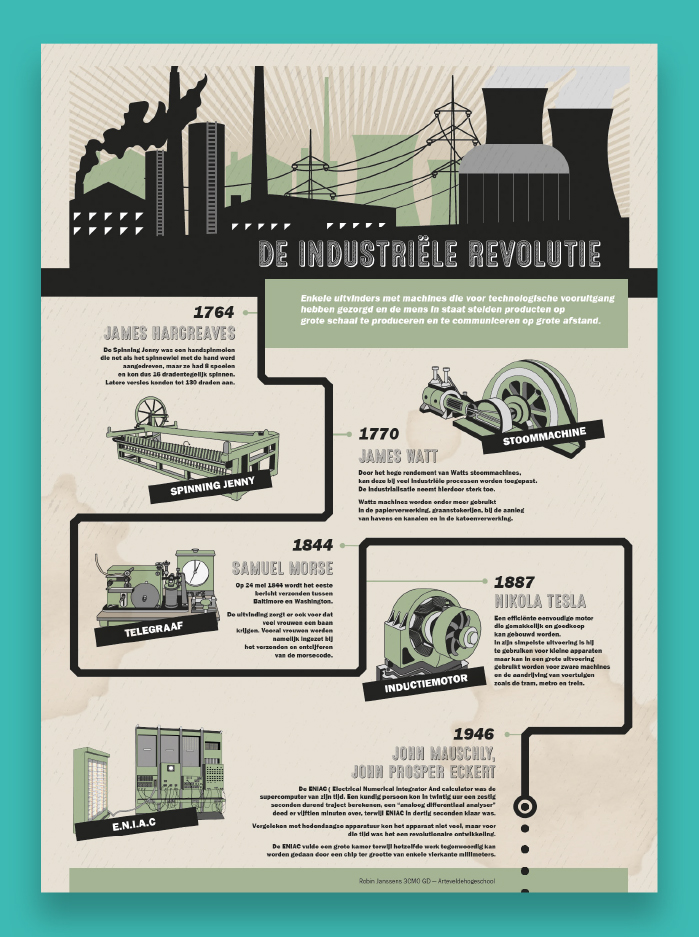 DE INDUSTRIËLE REVOLUTIE
Enkele uitvinders met machines die voor technologische vooruitgang
hebben gezorgd en de mens in staat stelden producten op
grote schaal te produceren en te communiceren op grote afstand.
1764
JAMES HARGREAVES
De Spinning Jenny was een handspinmolen
die net als het spinnewiel met de hand werd
aangedreven, maar ze had 8 spoelen
en kon dus 16 draden tegelijk spinnen.
Latere versies konden tot 130 draden aan.
SPINNING JENNY
STOOMMACHINE
1770
JAMES WATT
Door het hoge rendement van Watts stoommachines,
kan deze bij veel industriële processen worden toegepast.
De industrialisatie neemt hierdoor sterk toe.
Watts machines worden onder meer gebruikt
in de papierverwerking, graanstokerijen, bij de aanleg
van havens en kanalen en in de katoenverwerking.
1844
SAMUEL MORSE
Op 24 mei 1844 wordt het eeste
bericht verzonden tussen
Baltimore en Washington.
De uitvinding zorgt er ook voor dat
veel vrouwen een baan
krijgen. Vooral vrouwen werden
namelijk ingezet bij
het verzenden en ontcijferen
van de morsecode.
TELEGRAAF
1887
NIKOLA TESLA
Een efficiënte eenvoudige motor
die gemakkelijk en goedkoop
kan gebouwd worden.
In zijn simpelste uitvoering is hij
te gebruiken voor kleine apparaten
maar kan in een grote uitvoering
gebruikt worden voor zware machines
en de aandrijving van voertuigen
zoals de tram, metro en trein.
INDUCTIEMOTOR
1946
JOHN MAUSCHLY,
JOHN PROSPER ECKERT
De ENIAC ( Electrical Numerical Integrator And calculator was de
supercomputer van zijn tijd. Een kundig persoon kon in twintig uur een zestig
seconden durend traject berekenen, een "analoog differentiaal analyser"
deed er vijftien minuten over, terwijl ENIAC in dertig seconden klaar was.
Vergeleken met hedendaagse apparatuur kon het apparaat niet veel, maar voor
die tijd was het een revolutionaire ontwikkeling.
De ENIAC vulde een grote kamer terwijl hetzelfde werk tegenwoordig kan
worden gedaan door een chip ter grootte van enkele vierkante millimeters.
E.N.I.A.C
Robin Janssens 3CMO GD – Arteveldehogeschool